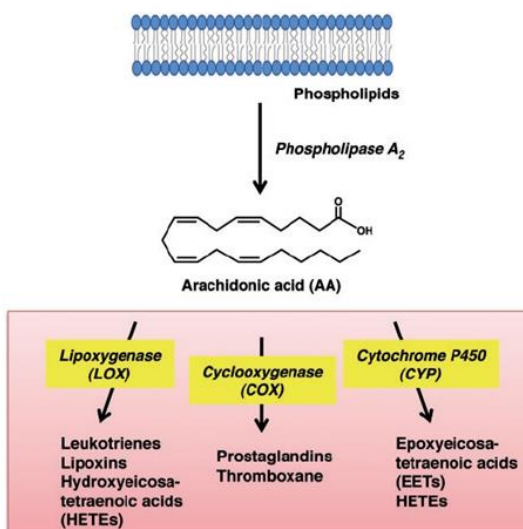 Phospholipids
Phospholipase A2
O
OH
Arachidonic acid (AA)
Lipoxygenase
(LOX)
Cyclooxygenase
(COX)
Cytochrome P450
(CYP)
Leukotrienes
Lipoxins
Hydroxyeicosa-
tetraenoic acids
(HETEs)
Prostaglandins
Thromboxane
Epoxyeicosa-
tetraenoic acids
(EETs)
HETEs